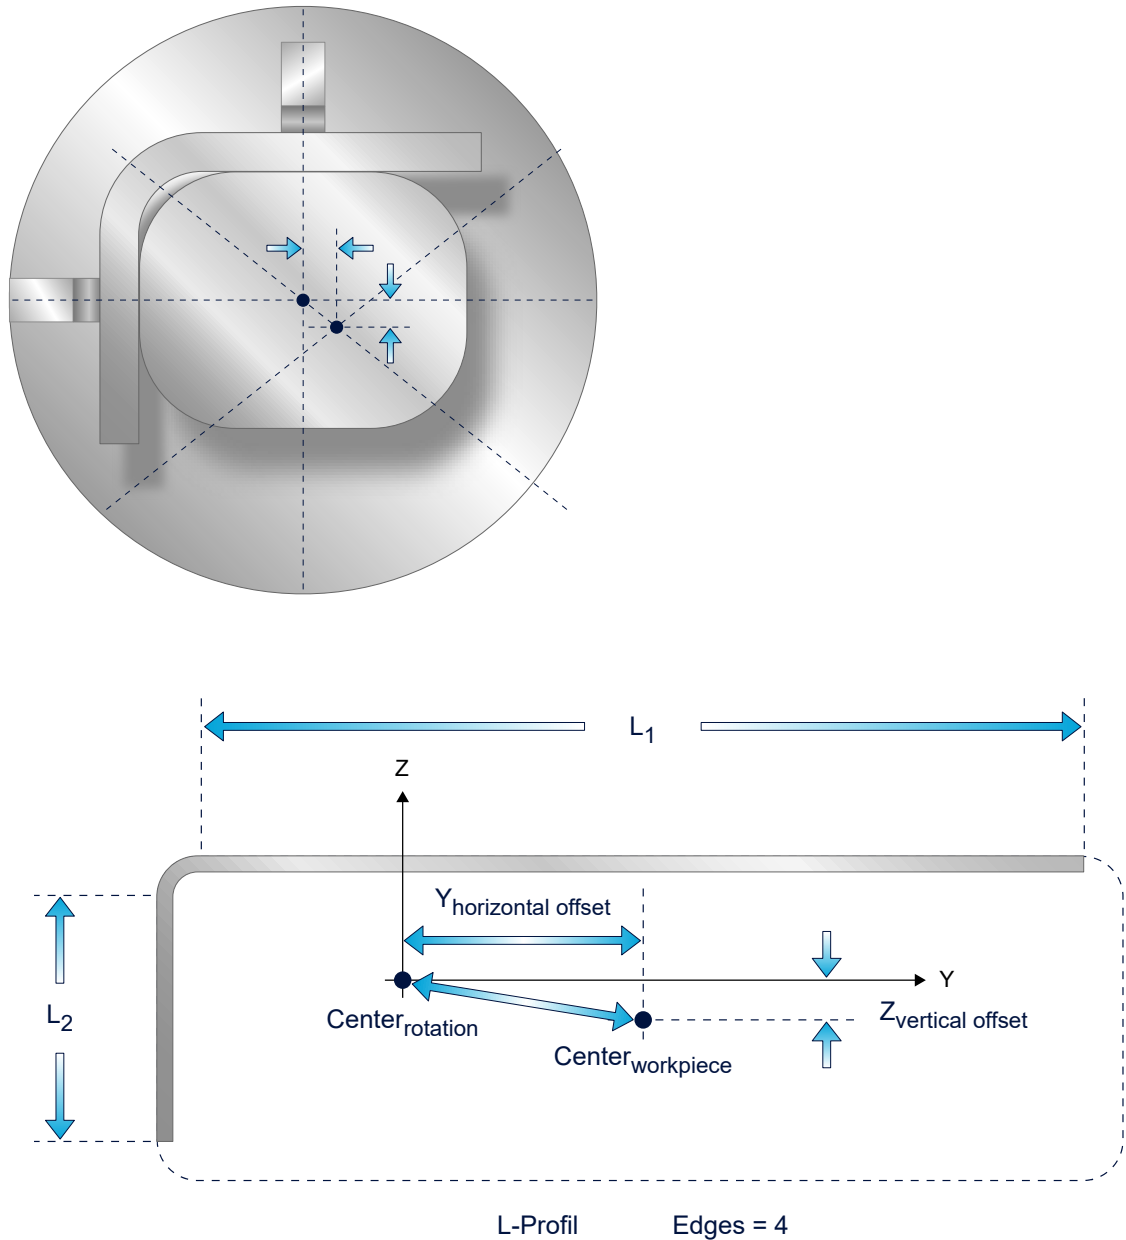 L1
Z
Yhorizontal offset
Y
L2
Centerrotation
Zvertical offset
Centerworkpiece
L-Profil Edges = 4